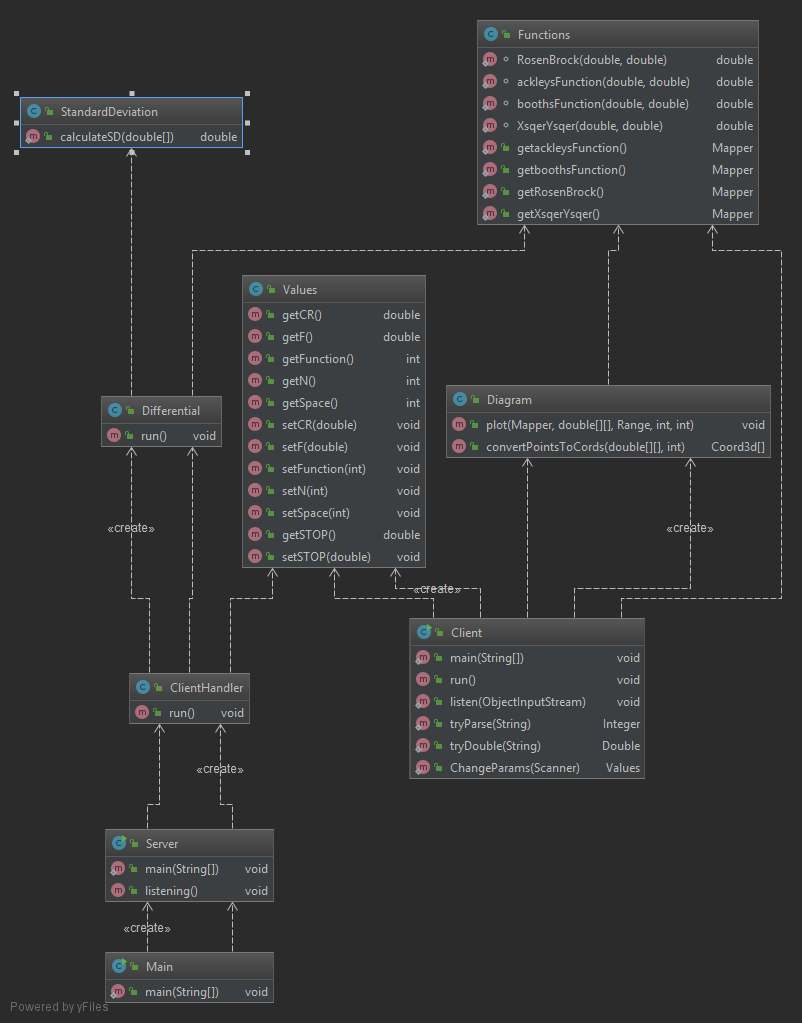 Functions
RosenBrock(double, double) double
ackleysFunction(double, double) double
boothsFunction(double, double) double
XsqerYsqer(double, double) double
getackleysFunction() Mapper
getboothsFunction() Mapper
getRosenBrock() Mapper
getXsqerYsqer() Mapper
StandardDeviation
calculateSD(double[]) double
Values
getCR() double
getF() double
getFunction() int
getN() int
getSpace() int
setCR(double) void
setF(double) void
setFunction(int) void
setN(int) void
setSpace(int) void
getSTOP() double
setSTOP(double) void
Differential
run() void
Diagram
plot(Mapper, double[][], Range, int, int) void
convertPointsToCords(double[][], int) Coord3d[]
«create»
«create»
«create»
Client
main(String[]) void
run() void
listen(ObjectInputStream) void
tryParse(String) Integer
tryDouble(String) Double
ChangeParams(Scanner) Values
ClientHandler
run() void
«create»
Server
main(String[]) void
listening() void
«create»
Main
main(String[]) void
Powered by yFiles